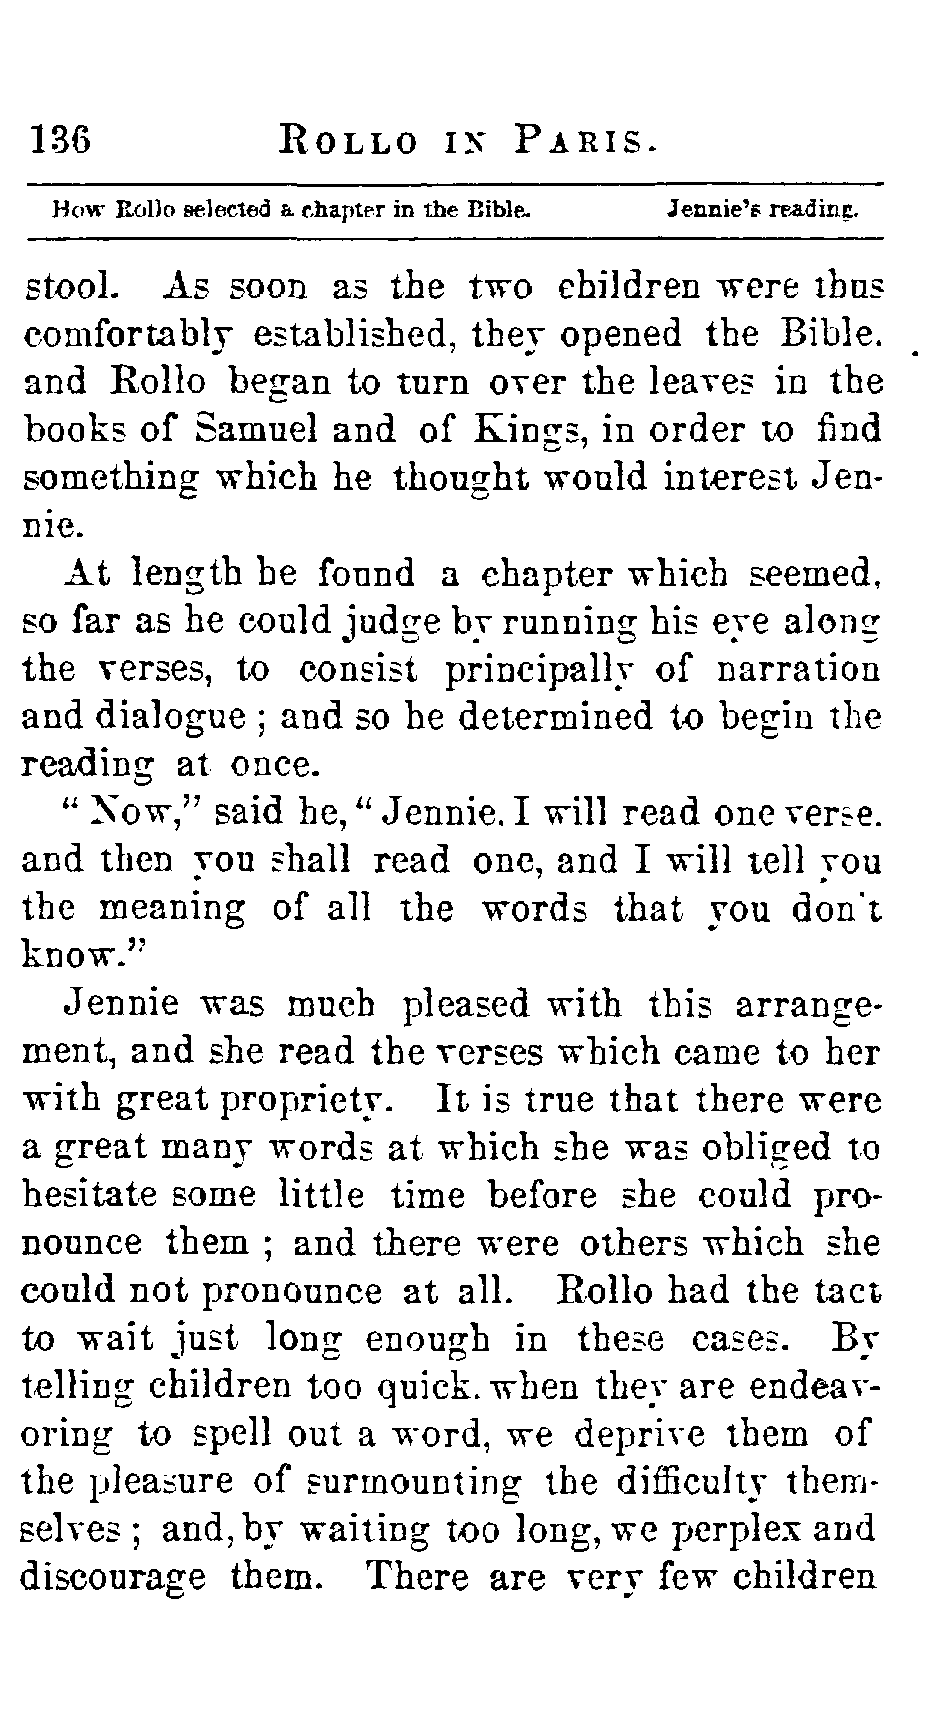 136 ROLLO IN PARIS.
How Rollo selected a chapter in the Bible. Jennie's reading.
stool. As soon as the two children were thus
comfortably established, they opened the Bible.
and Rollo began to turn over the leaves in the
books of Samuel and of Kings, in order to find
something which he thought would interest Jen-
nie.
At length he found a chapter which seemed,
so far as he could judge by running his eye along
the verses, to consist principally of narration
and dialogue ; and so he determined to begin the
reading at once.
" Now," said he, " Jennie. I will read one verse.
and then you shall read one, and I will tell you
the meaning of all the words that you don't
know."
Jennie was much pleased with this arrange-
ment, and she read the verses which came to her
with great propriety. It is true that there were
a great many words at which she was obliged to
hesitate some little time before she could pro-
nounce them ; and there were others which she
could not pronounce at all. Rollo had the tact
to wait just long enough in these cases. By
telling children too quick. when they are endeav-
oring to spell out a word, we deprive them of
the pleasure of surmounting the difficulty them-
selves ; and, by waiting too long, we perplex and
discourage them. There are very few children